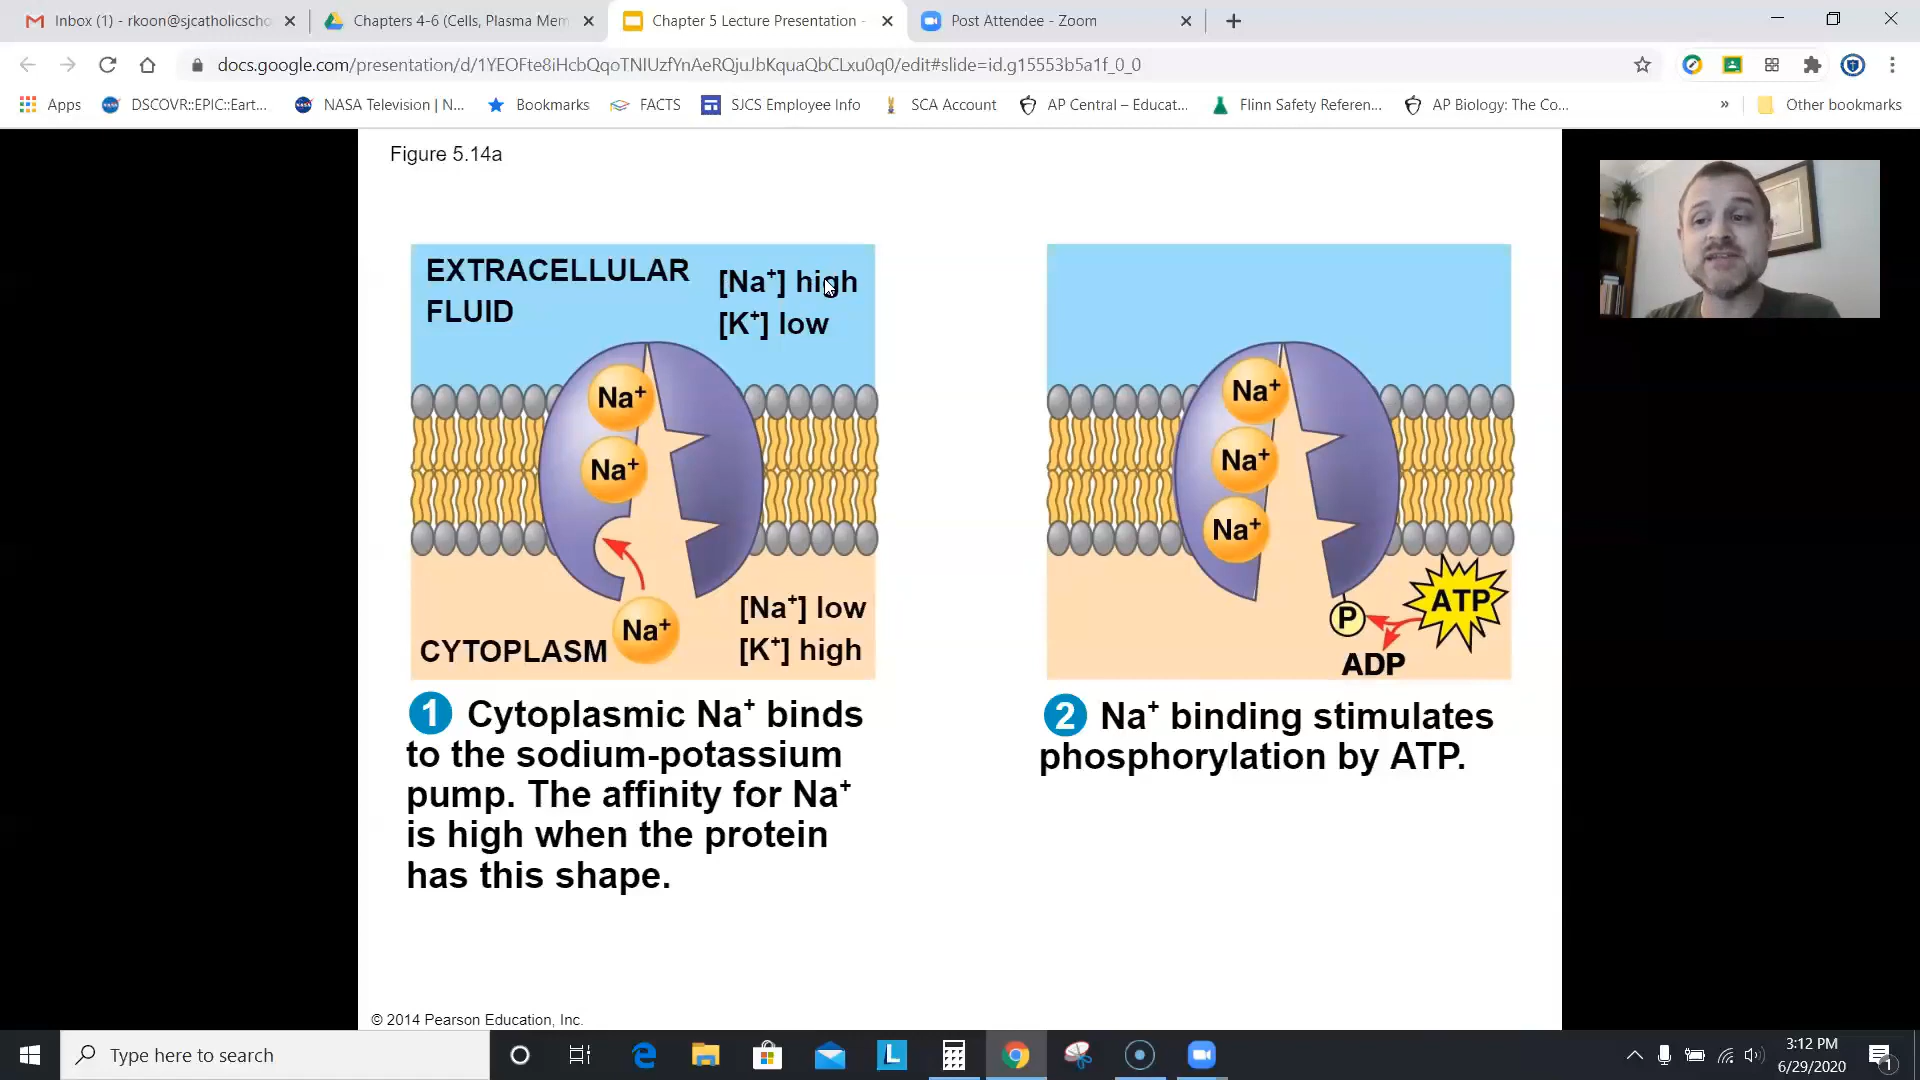 Inbox (1) - rkoon@sjcatholicscho
Chapters 4-6 (Cells, Plasma Mem
Chapter 5 Lecture Presentation -
Post Attendee - Zoom
docs.google.com/presentation/d/1YEOFte8iHcbQqoTNIUzfYnAeRQjuJbKquaQbCLxu0q0/edit#slide=id.g15553b5a1f_0_0
Apps
DSCOVR::EPIC::Eart...
NASA Television | N...
Bookmarks
FACTS
SJCS Employee Info
SCA Account
AP Central – Educat...
Flinn Safety Referen...
AP Biology: The Co...
»
Other bookmarks
Figure 5.14a
EXTRACELLULAR
FLUID
[Na⁺] high
[K⁺] low
Na⁺
Na⁺
Na⁺
CYTOPLASM
[Na⁺] low
[K⁺] high
1 Cytoplasmic Na⁺ binds
to the sodium-potassium
pump. The affinity for Na⁺
is high when the protein
has this shape.
Na⁺
Na⁺
Na⁺
P
ATP
ADP
2 Na⁺ binding stimulates
phosphorylation by ATP.
© 2014 Pearson Education, Inc.
Type here to search
L
3:12 PM
6/29/2020
1